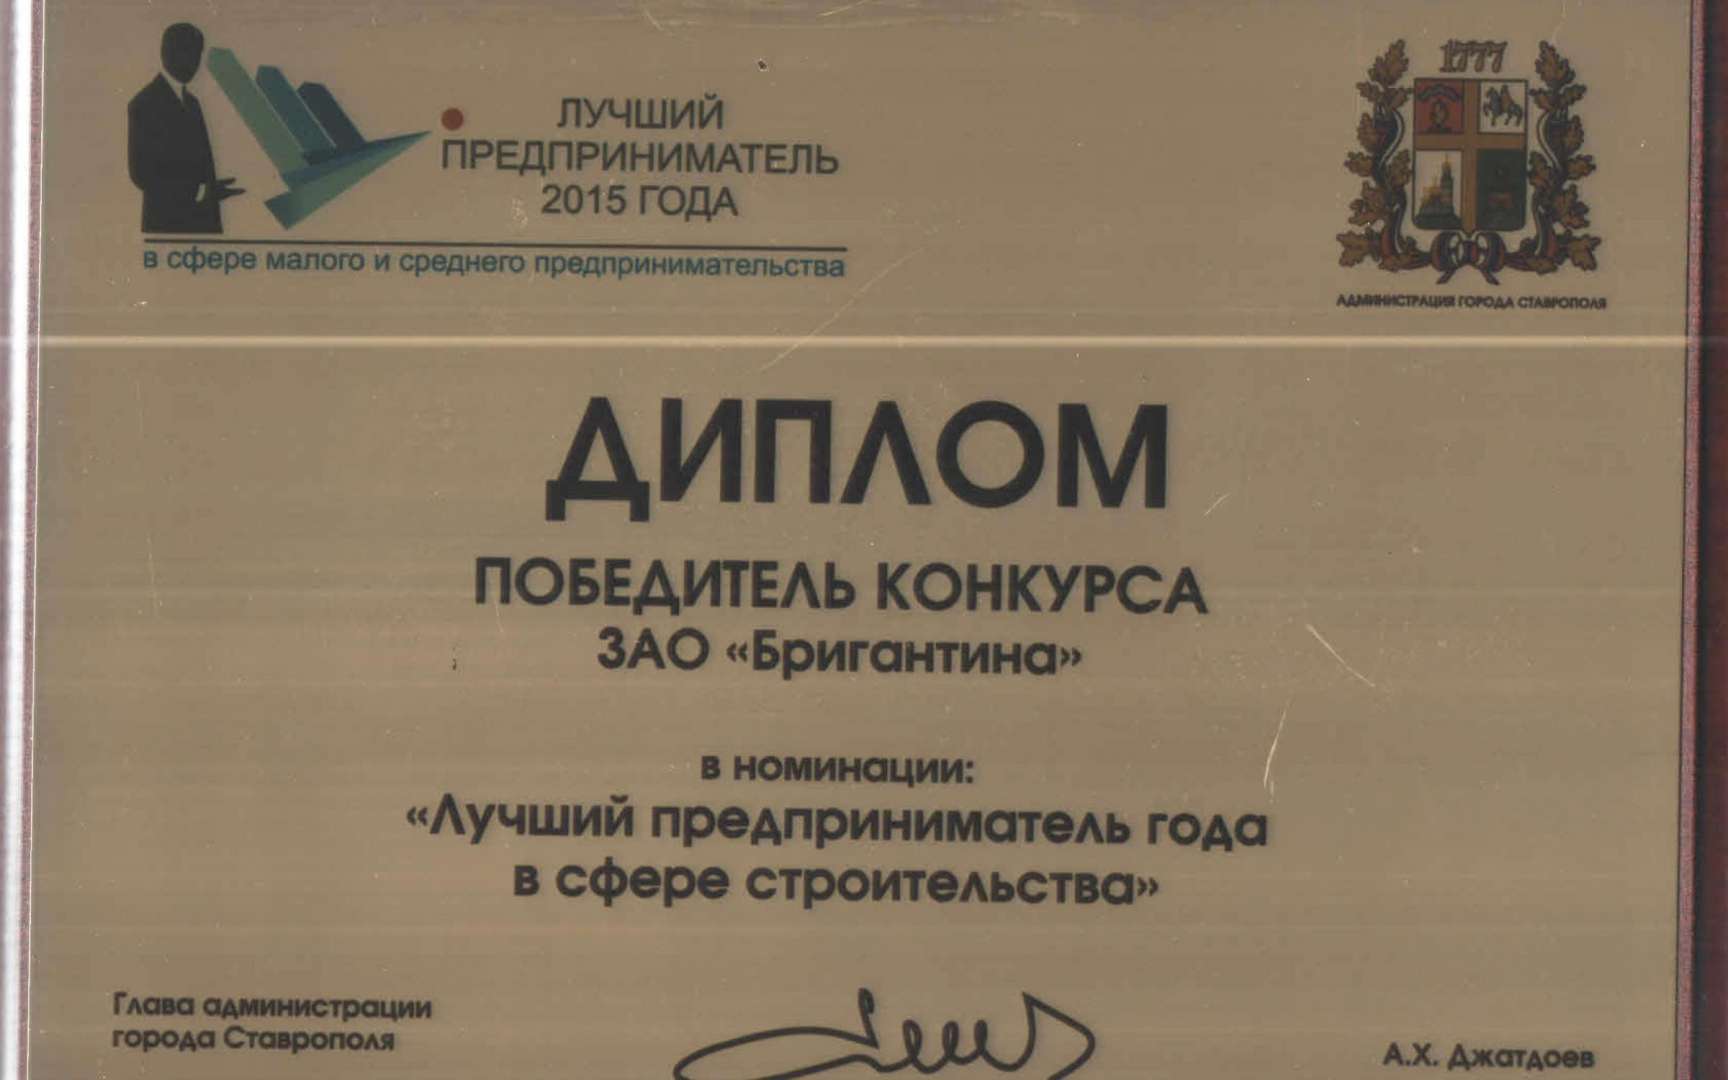 ЛУЧШИЙ
ПРЕДПРИНИМАТЕЛЬ
2015 ГОДА
в сфере малого и среднего предпринимательства
1777
АДМИНИСТРАЦИЯ ГОРОДА СТАВРОПОЛЯ
ДИПЛОМ
ПОБЕДИТЕЛЬ КОНКУРСА
ЗАО «Бригантина»
в номинации:
«Лучший предприниматель года
в сфере строительства»
Глава администрации
города Ставрополя
А.Х. Джатдоев